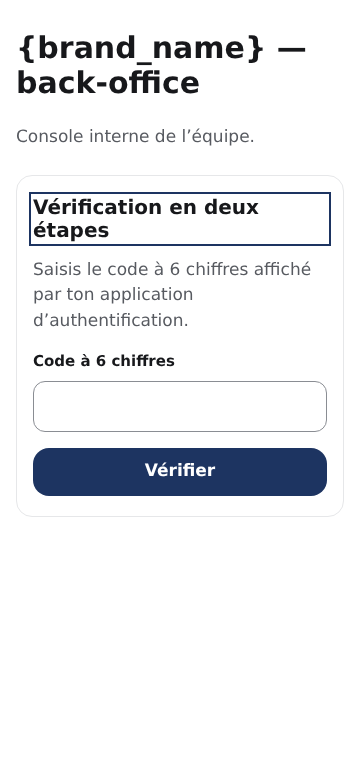 {brand_name} —
back-office
Console interne de l’équipe.
Vérification en deux
étapes
Saisis le code à 6 chiffres affiché
par ton application
d’authentification.
Code à 6 chiffres
Vérifier